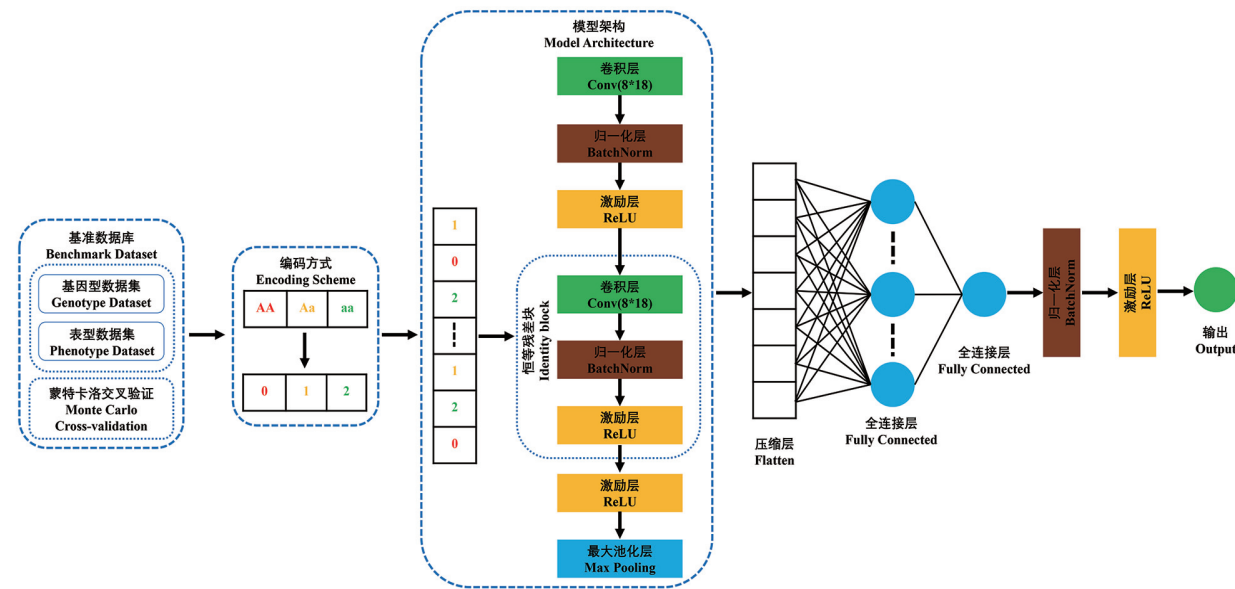 基准数据库
Benchmark Dataset
基因型数据集
Genotype Dataset
表型数据集
Phenotype Dataset
蒙特卡洛交叉验证
Monte Carlo
Cross-validation
编码方式
Encoding Scheme
AA Aa aa
0 1 2
1
0
2
1
2
0
模型架构
Model Architecture
卷积层
Conv(8*18)
归一化层
BatchNorm
激励层
ReLU
恒等残差块
Identity block
卷积层
Conv(8*18)
归一化层
BatchNorm
激励层
ReLU
激励层
ReLU
最大池化层
Max Pooling
压缩层
Flatten
全连接层
Fully Connected
全连接层
Fully Connected
归一化层
BatchNorm
激励层
ReLU
输出
Output